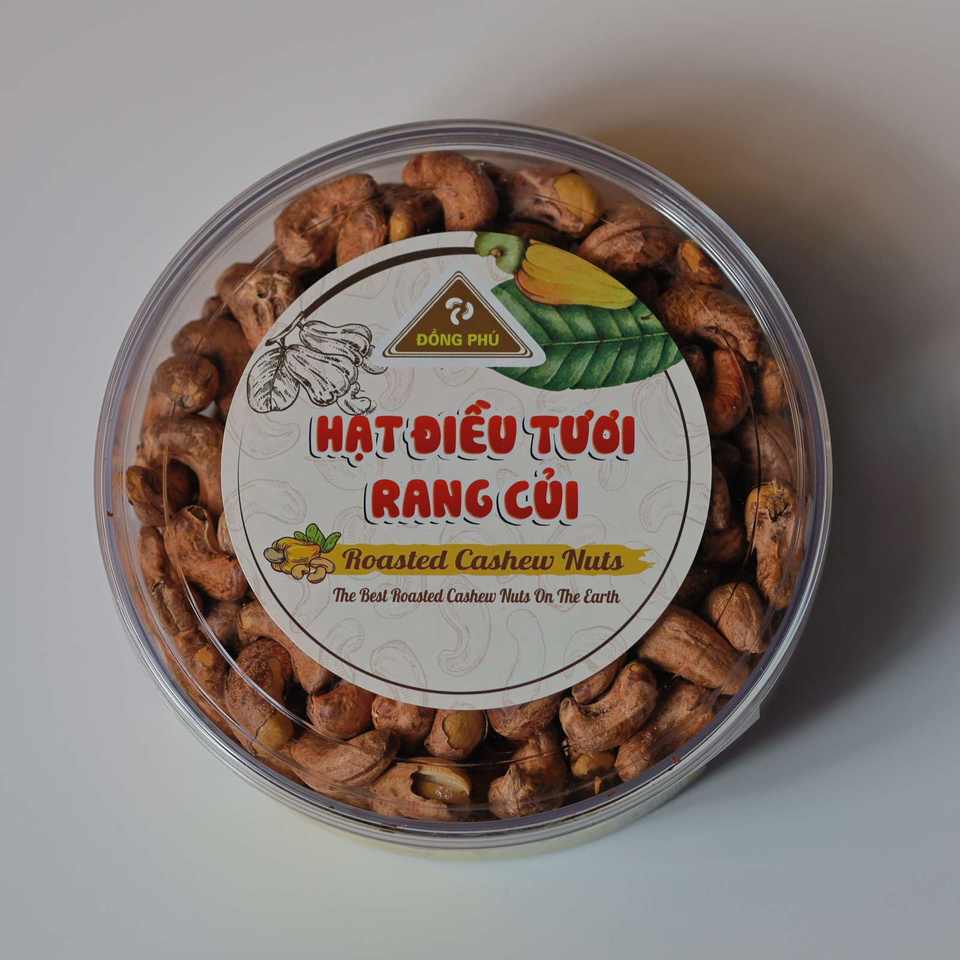 ĐỒNG PHÚ
HẠT ĐIỀU TƯƠI
RANG CỦI
Roasted Cashew Nuts
The Best Roasted Cashew Nuts On The Earth